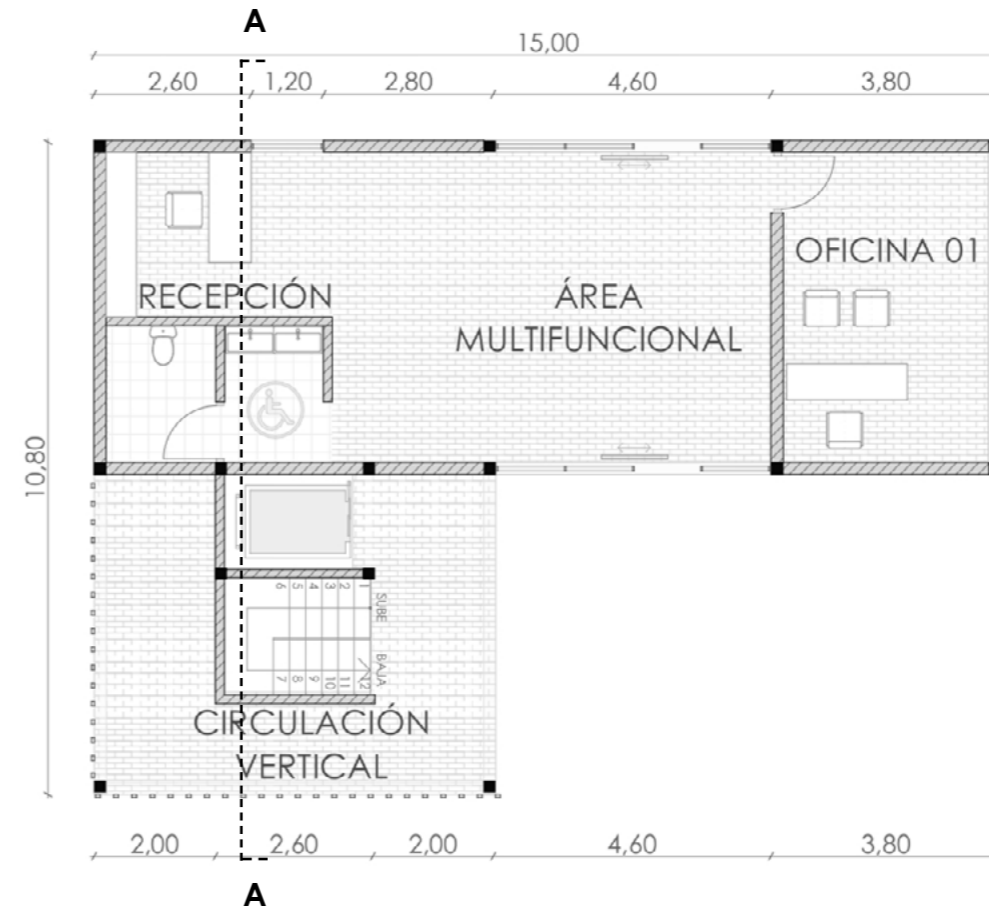 A
15,00
2,60 1,20 2,80 4,60 3,80
OFICINA 01
RECEPCIÓN
ÁREA
MULTIFUNCIONAL
10,80
6 5 4 3 2 1
SUBE
BAJA
7 8 9 10 11 12
CIRCULACIÓN
VERTICAL
2,00 2,60 2,00 4,60 3,80
A